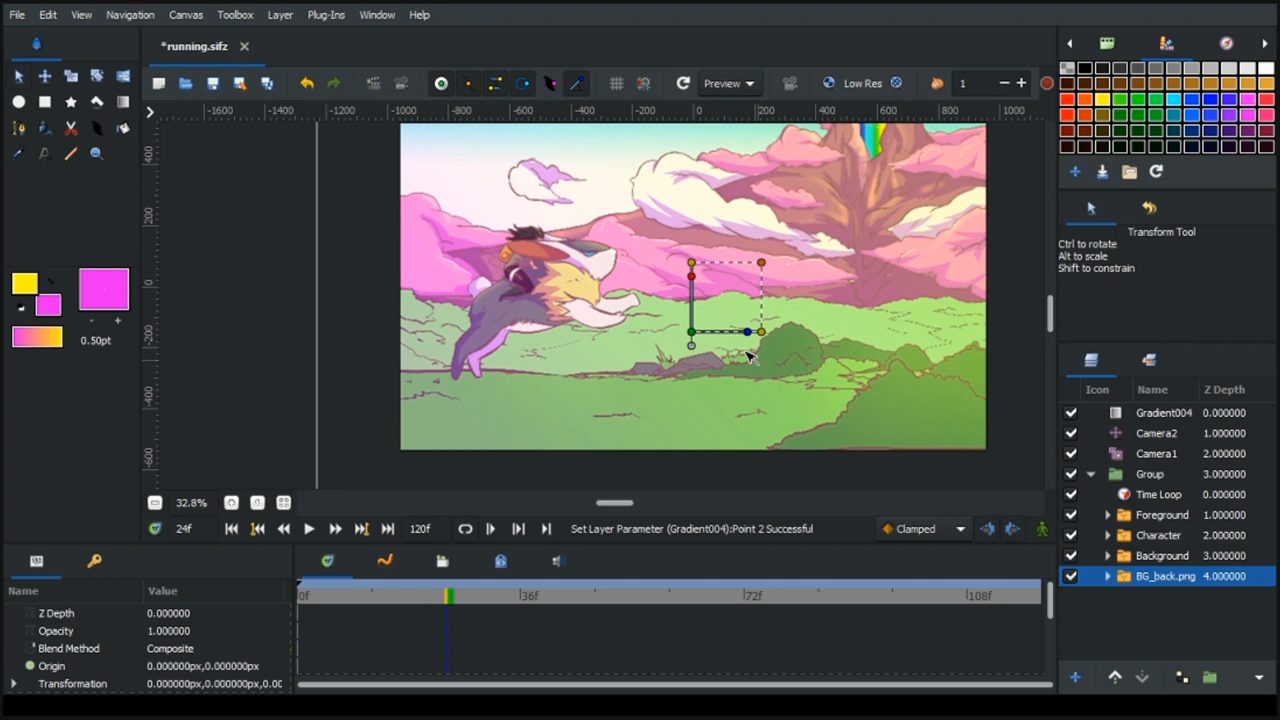 File Edit View Navigation Canvas Toolbox Layer Plug-Ins Window Help
*running.sifz
Preview Low Res 1
-1600 -1400 -1200 -1000 -800 -600 -400 -200 0 200 400 600 800 1000
400
200
0
-200
-400
-600
0.50pt
Transform Tool
Ctrl to rotate
Alt to scale
Shift to constrain
Icon Name Z Depth
Gradient004 0.000000
Camera2 1.000000
Camera1 2.000000
Group 3.000000
Time Loop 0.000000
Foreground 1.000000
Character 2.000000
Background 3.000000
BG_back.png 4.000000
32.8%
24f 120f Set Layer Parameter (Gradient004):Point 2 Successful Clamped
Name Value
Z Depth 0.000000
Opacity 1.000000
Blend Method Composite
Origin 0.000000px,0.000000px
Transformation 0.000000px,0.000000px,0.00
0f 36f 72f 108f